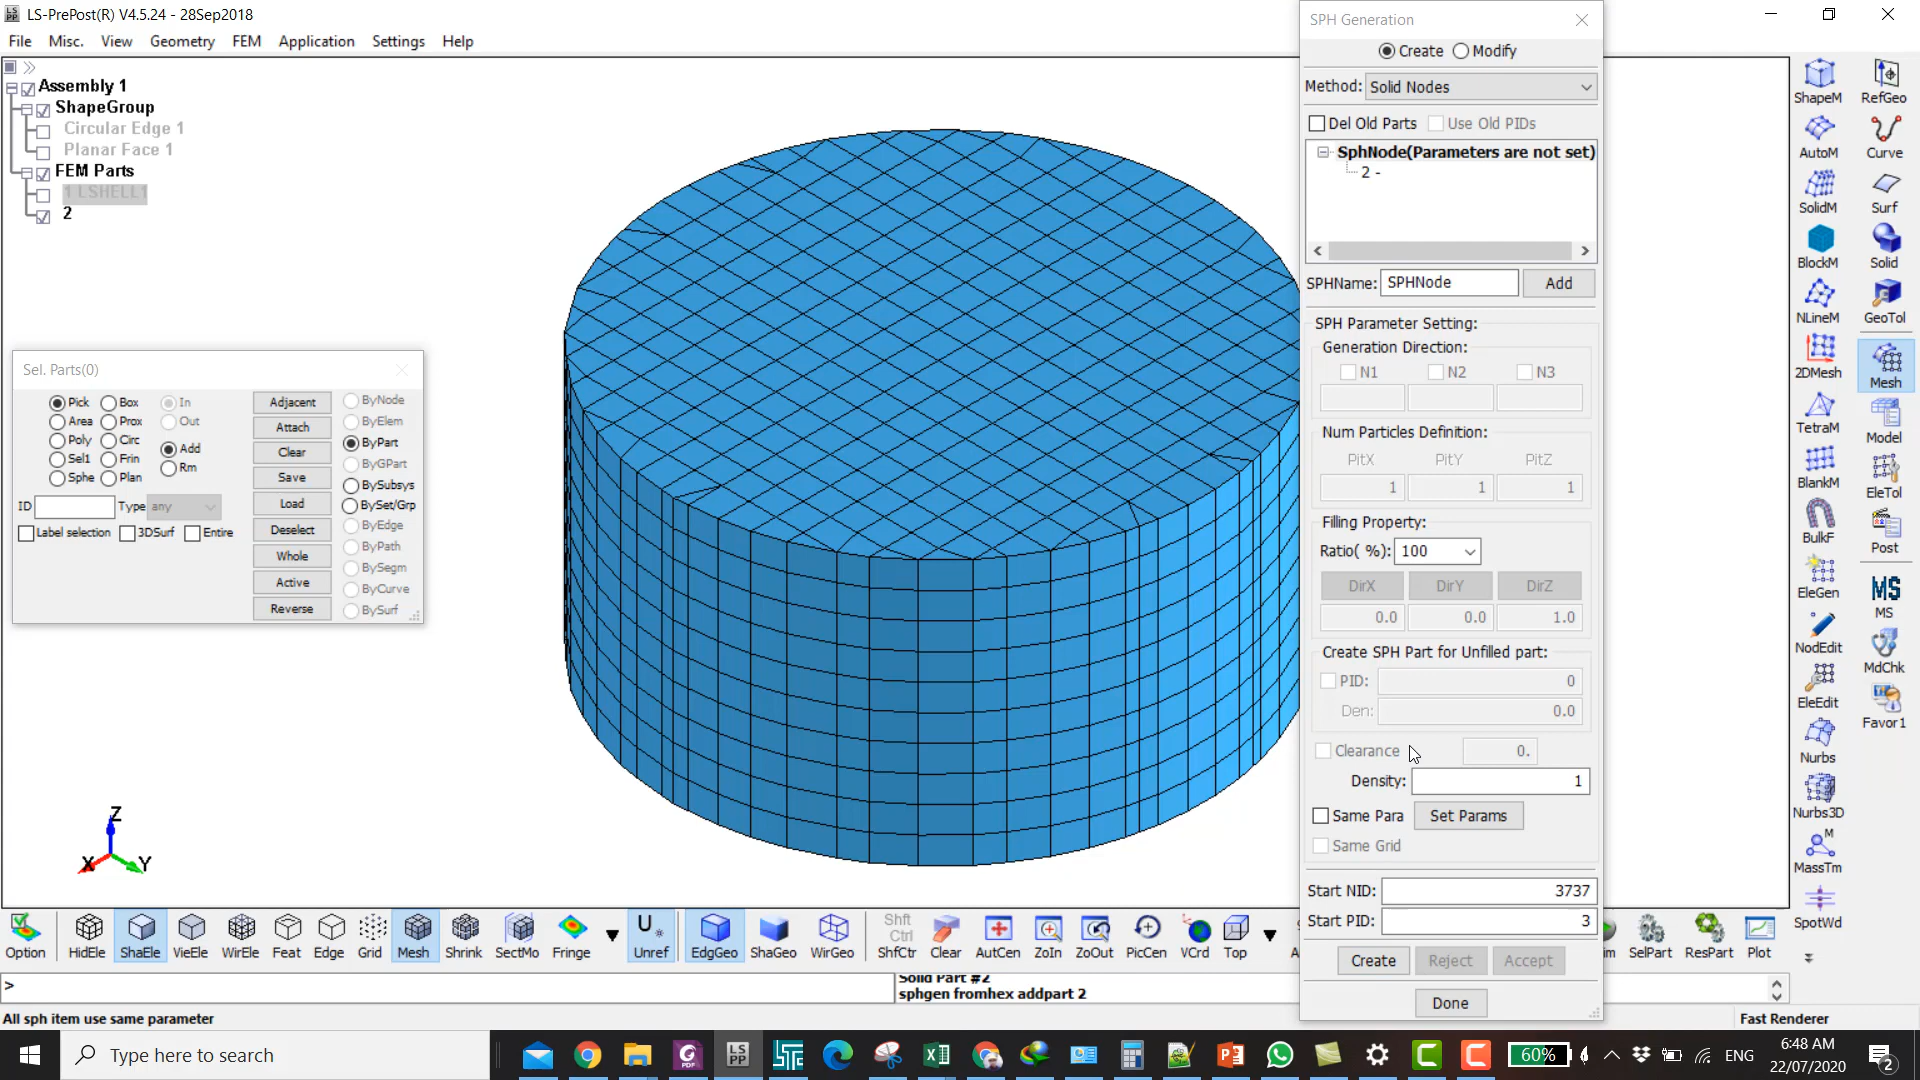 LS-PrePost(R) V4.5.24 - 28Sep2018
File Misc. View Geometry FEM Application Settings Help
Assembly 1
ShapeGroup
Circular Edge 1
Planar Face 1
FEM Parts
1 LSHELL1
2
Sel. Parts(0)
Pick Box In Adjacent ByNode
Area Prox Out Attach ByElem
Poly Circ Add Clear ByPart
Sel1 Frin Rm Save ByGPart
Sphe Plan Load BySubsys
ID Type any BySet/Grp
Label selection 3DSurf Entire Deselect ByEdge
Whole ByPath
Active BySegm
Reverse ByCurve
BySurf
Z
X Y
SPH Generation
Create Modify
Method: Solid Nodes
Del Old Parts Use Old PIDs
SphNode(Parameters are not set)
2 -
SPHName: SPHNode Add
SPH Parameter Setting:
Generation Direction:
N1 N2 N3
Num Particles Definition:
PitX PitY PitZ
1 1 1
Filling Property:
Ratio( %): 100
DirX DirY DirZ
0.0 0.0 1.0
Create SPH Part for Unfilled part:
PID: 0
Den: 0.0
Clearance 0.
Density: 1
Same Para Set Params
Same Grid
Start NID: 3737
Start PID: 3
Create Reject Accept
Done
ShapeM RefGeo
AutoM Curve
SolidM Surf
BlockM Solid
NLineM GeoTol
2DMesh Mesh
TetraM Model
BlankM EleTol
BulkF Post
EleGen MS
MS
NodEdit MdChk
EleEdit Favor1
Nurbs
Nurbs3D
M
MassTm
SpotWd
Option HidEle ShaEle VieEle WirEle Feat Edge Grid Mesh Shrink SectMo Fringe Unref EdgGeo ShaGeo WirGeo Shft Ctrl ShfCtr Clear AutCen ZoIn ZoOut PicCen VCrd Top SelPart ResPart Plot
>
Solid Part #2
sphgen fromhex addpart 2
All sph item use same parameter Fast Renderer
Type here to search
60% ENG 6:48 AM
22/07/2020
2